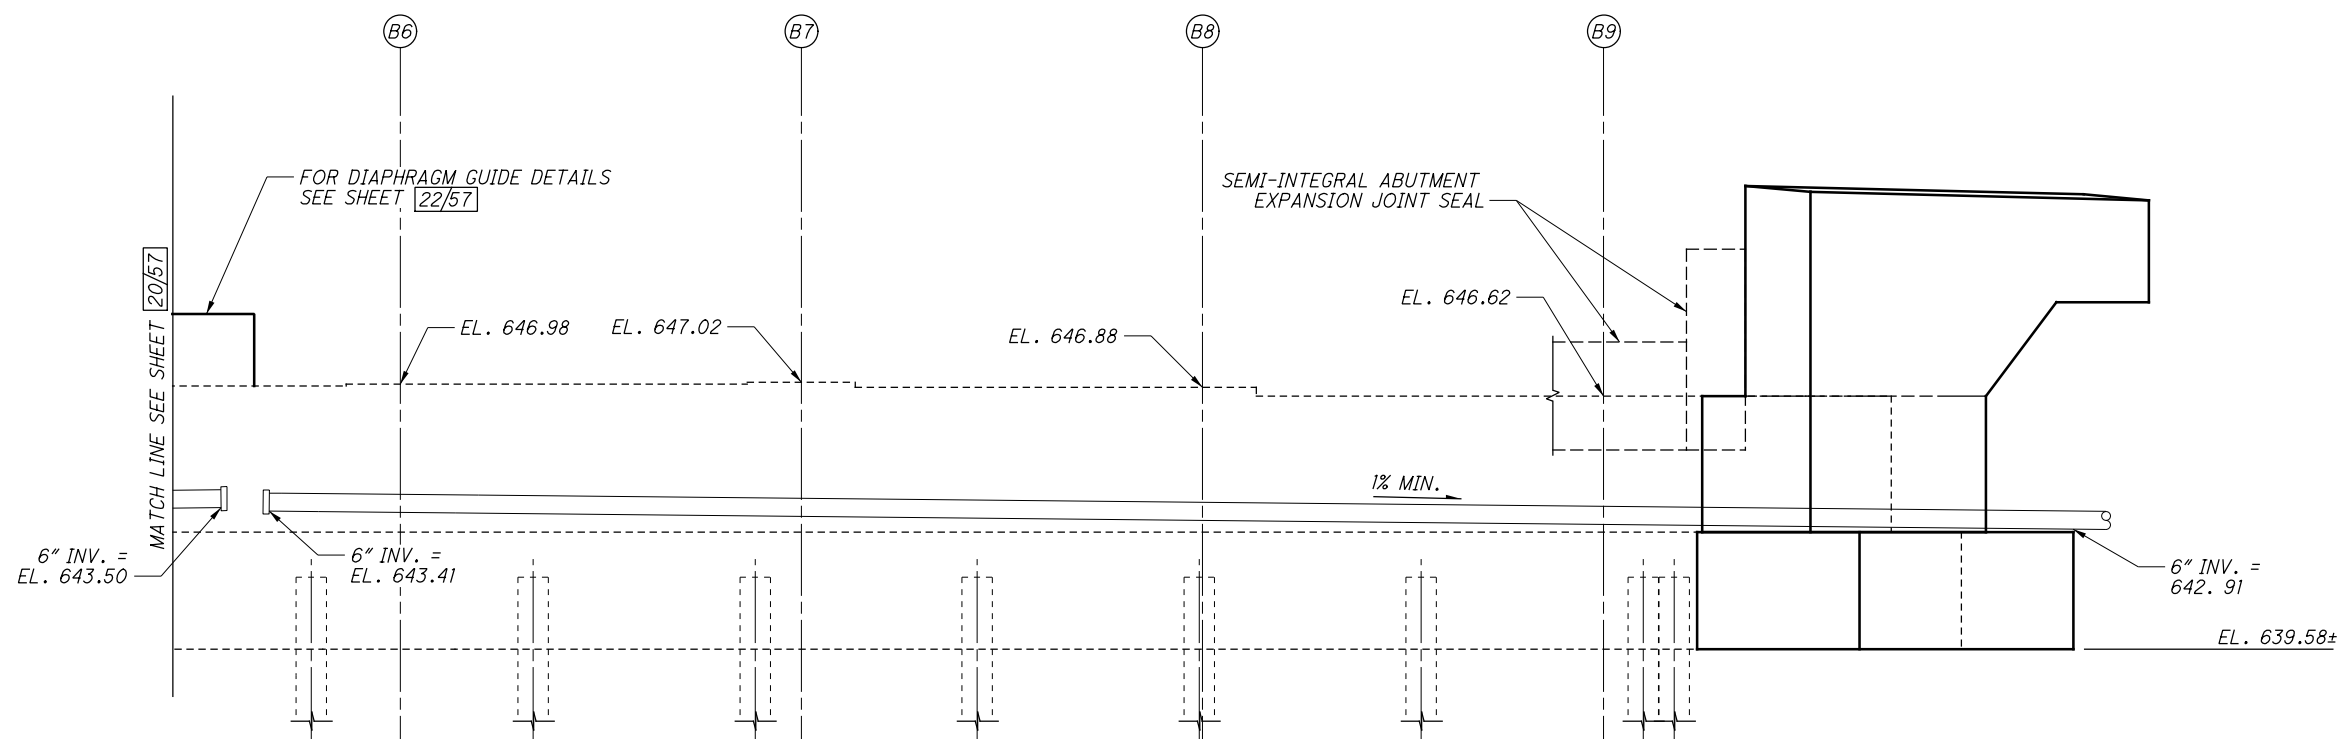 B6
B7
B8
B9
FOR DIAPHRAGM GUIDE DETAILS
SEE SHEET 22/57
SEMI-INTEGRAL ABUTMENT
EXPANSION JOINT SEAL
MATCH LINE SEE SHEET 20/57
EL. 646.98
EL. 647.02
EL. 646.88
EL. 646.62
1% MIN.
6" INV. =
EL. 643.50
6" INV. =
EL. 643.41
6" INV. =
642.91
EL. 639.58±